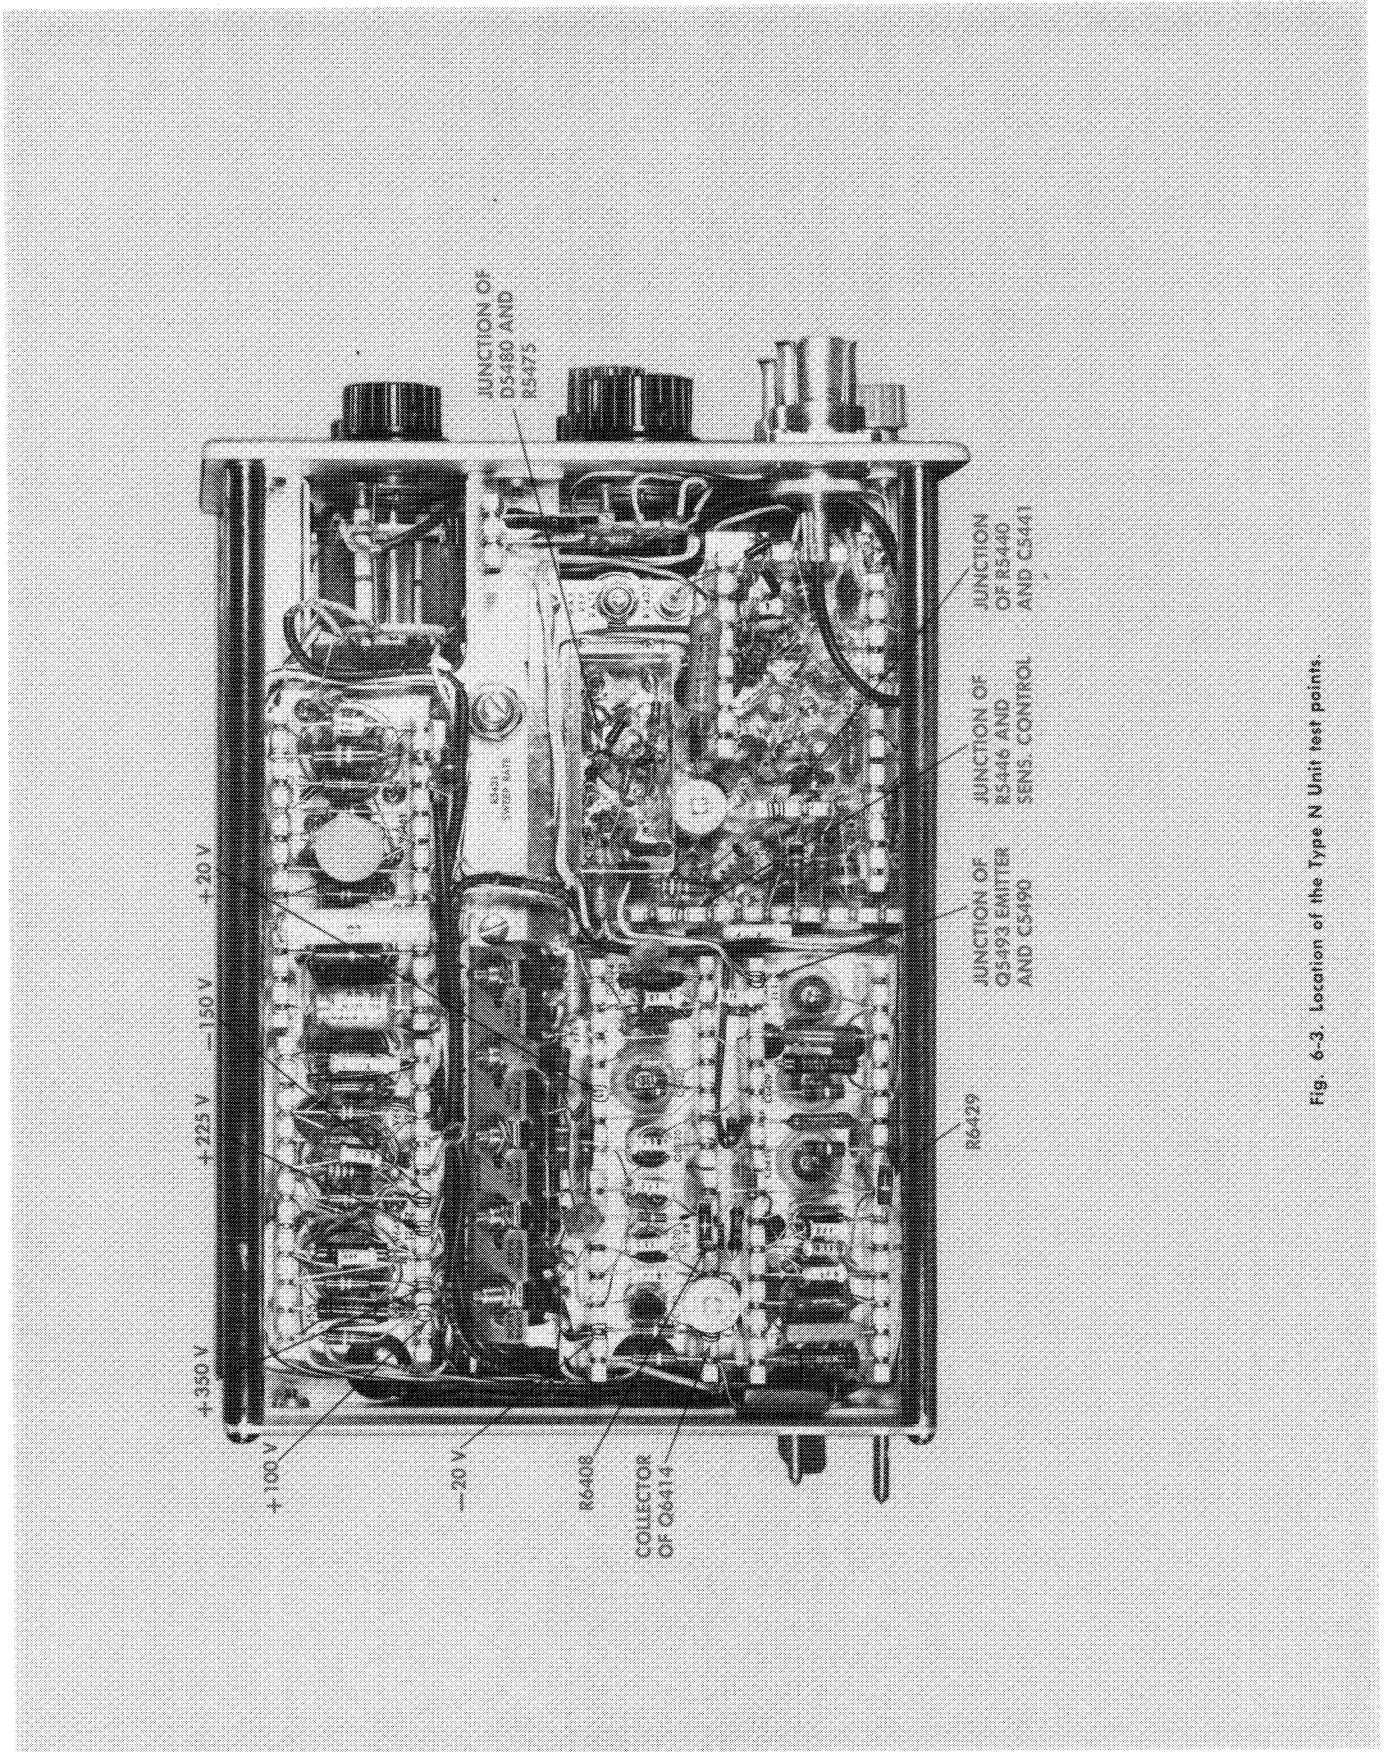 +350 V
+225 V
−150 V
+20 V
+100 V
−20 V
R6408
COLLECTOR
OF Q6414
JUNCTION OF
D5480 AND
R5475
R5431
SWEEP RATE
R6429
JUNCTION OF
Q5493 EMITTER
AND C5490
JUNCTION OF
R5446 AND
SENS. CONTROL
JUNCTION
OF R5440
AND C5441
Fig. 6-3. Location of the Type N Unit test points.